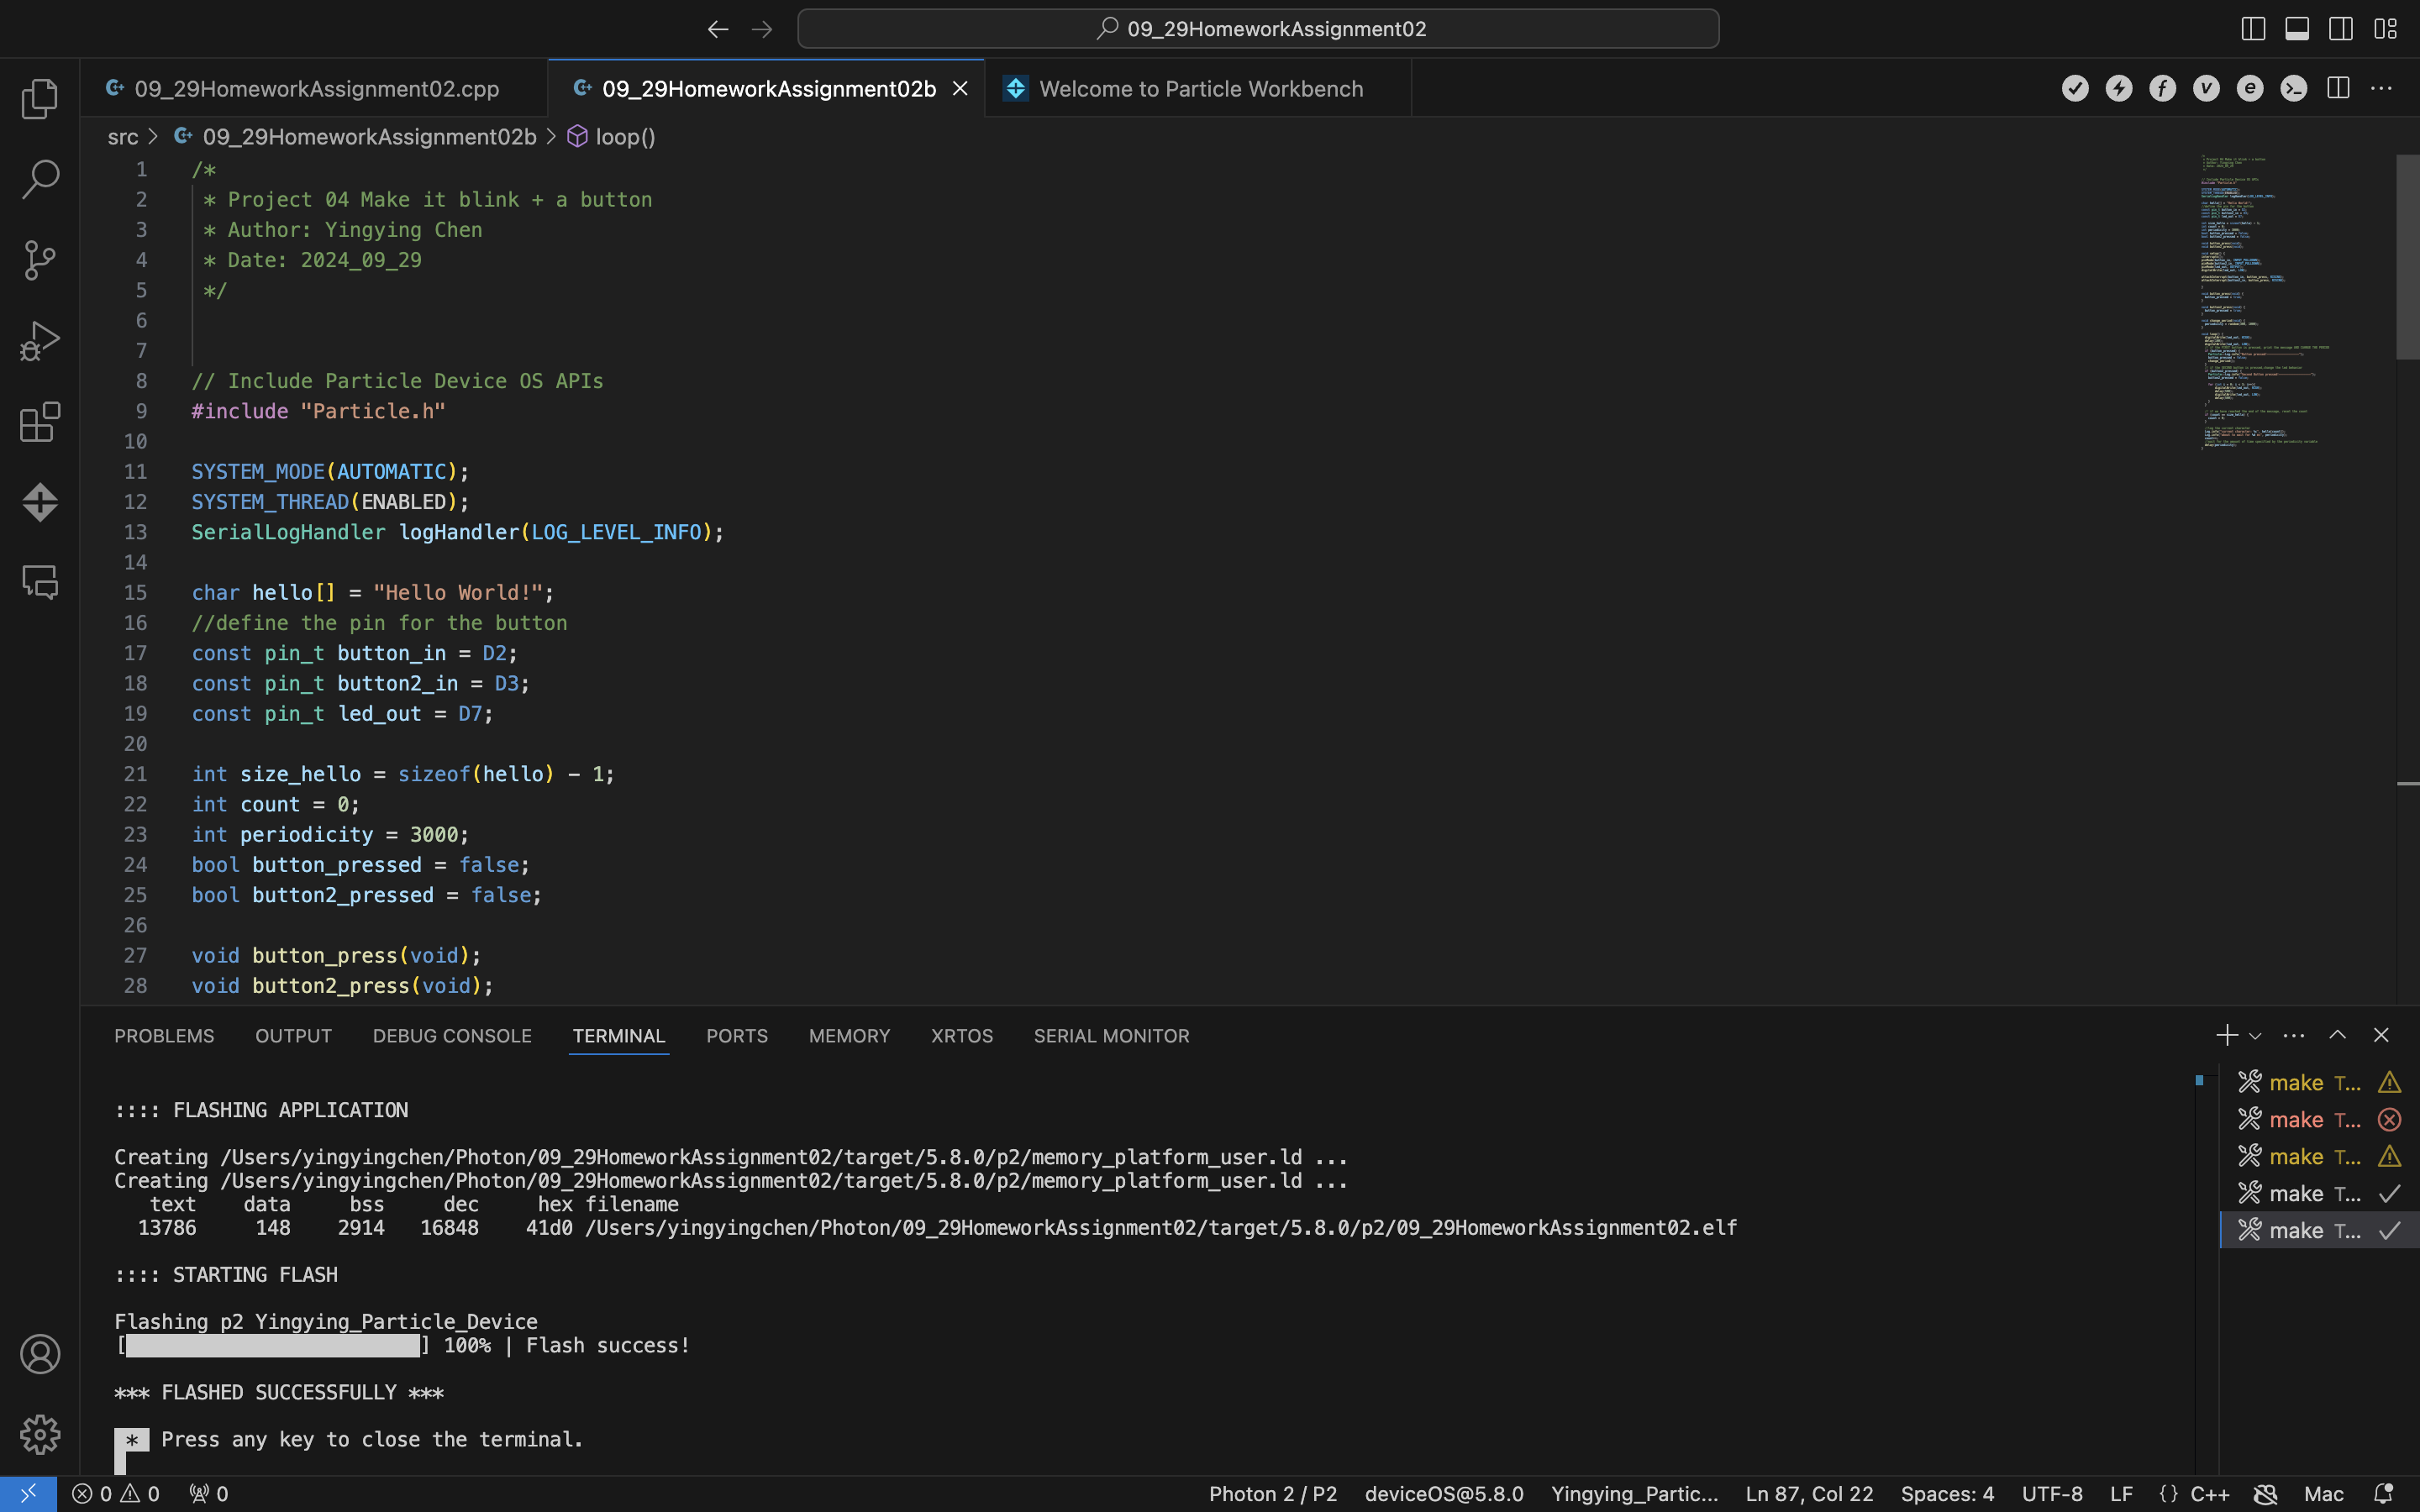 09_29HomeworkAssignment02
09_29HomeworkAssignment02.cpp
09_29HomeworkAssignment02b
Welcome to Particle Workbench
src > 09_29HomeworkAssignment02b > loop()
1 /*
2 * Project 04 Make it blink + a button
3 * Author: Yingying Chen
4 * Date: 2024_09_29
5 */
6
7
8 // Include Particle Device OS APIs
9 #include "Particle.h"
10
11 SYSTEM_MODE(AUTOMATIC);
12 SYSTEM_THREAD(ENABLED);
13 SerialLogHandler logHandler(LOG_LEVEL_INFO);
14
15 char hello[] = "Hello World!";
16 //define the pin for the button
17 const pin_t button_in = D2;
18 const pin_t button2_in = D3;
19 const pin_t led_out = D7;
20
21 int size_hello = sizeof(hello) - 1;
22 int count = 0;
23 int periodicity = 3000;
24 bool button_pressed = false;
25 bool button2_pressed = false;
26
27 void button_press(void);
28 void button2_press(void);
PROBLEMS OUTPUT DEBUG CONSOLE TERMINAL PORTS MEMORY XRTOS SERIAL MONITOR
:::: FLASHING APPLICATION
Creating /Users/yingyingchen/Photon/09_29HomeworkAssignment02/target/5.8.0/p2/memory_platform_user.ld ...
Creating /Users/yingyingchen/Photon/09_29HomeworkAssignment02/target/5.8.0/p2/memory_platform_user.ld ...
text data bss dec hex filename
13786 148 2914 16848 41d0 /Users/yingyingchen/Photon/09_29HomeworkAssignment02/target/5.8.0/p2/09_29HomeworkAssignment02.elf
:::: STARTING FLASH
Flashing p2 Yingying_Particle_Device
[ ] 100% | Flash success!
*** FLASHED SUCCESSFULLY ***
* Press any key to close the terminal.
make T...
make T...
make T...
make T...
make T...
0 0 0 Photon 2 / P2 deviceOS@5.8.0 Yingying_Partic... Ln 87, Col 22 Spaces: 4 UTF-8 LF {} C++ Mac